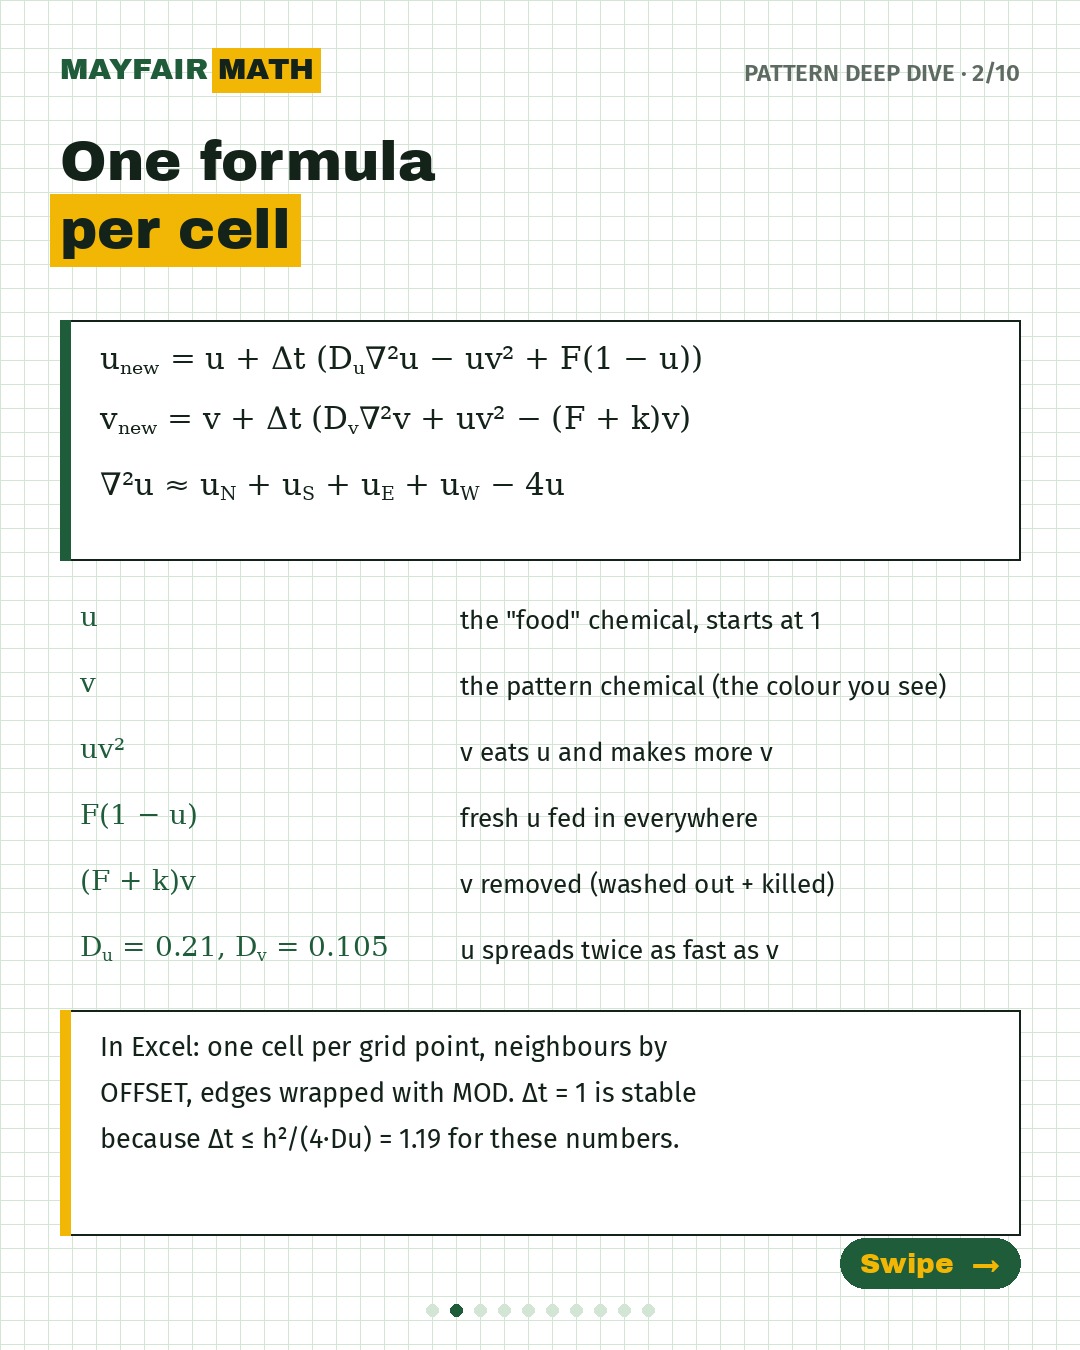 MAYFAIR MATH
PATTERN DEEP DIVE · 2/10
One formula
per cell
uₙₑw = u + Δt (Dᵤ∇²u − uv² + F(1 − u))
vₙₑw = v + Δt (Dᵥ∇²v + uv² − (F + k)v)
∇²u ≈ u_N + u_S + u_E + u_W − 4u
u
the "food" chemical, starts at 1
v
the pattern chemical (the colour you see)
uv²
v eats u and makes more v
F(1 − u)
fresh u fed in everywhere
(F + k)v
v removed (washed out + killed)
Dᵤ = 0.21, Dᵥ = 0.105
u spreads twice as fast as v
In Excel: one cell per grid point, neighbours by
OFFSET, edges wrapped with MOD. Δt = 1 is stable
because Δt ≤ h²/(4·Du) = 1.19 for these numbers.
Swipe →